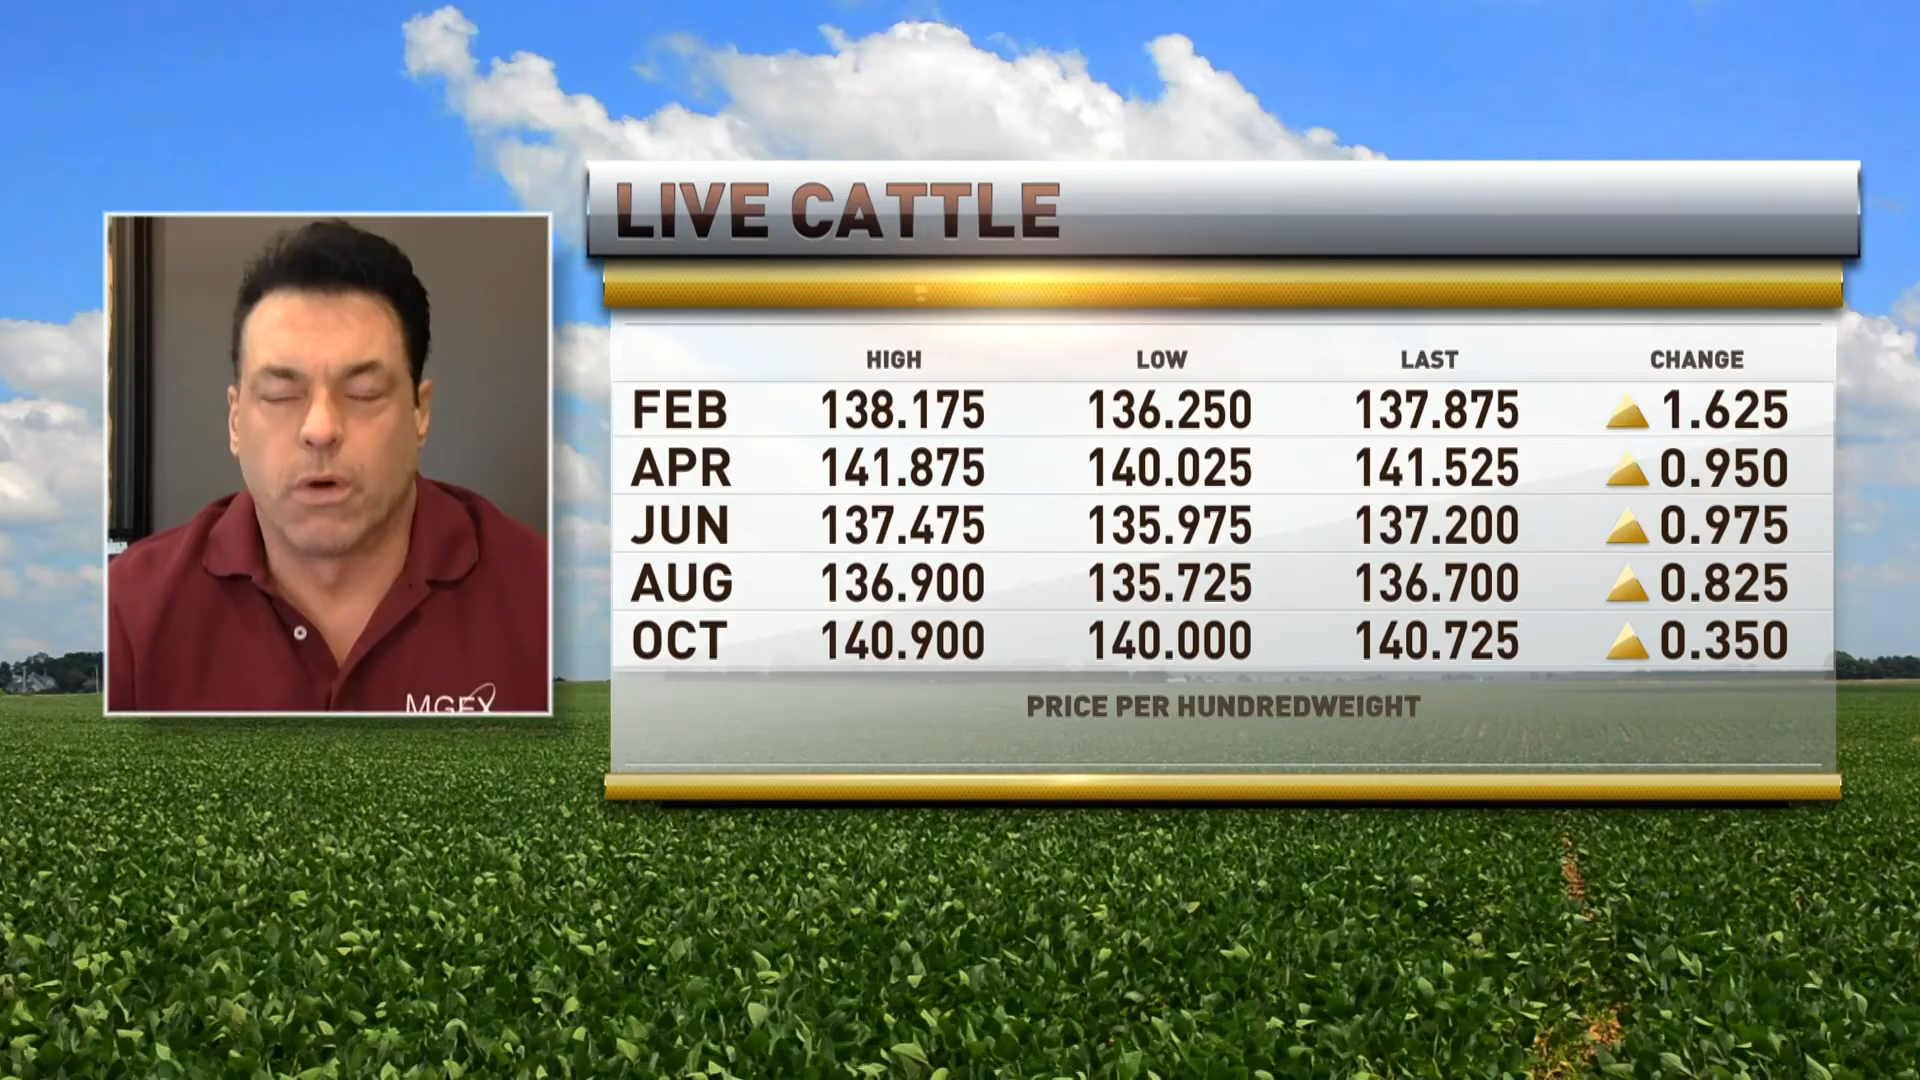 LIVE CATTLE
HIGH LOW LAST CHANGE
FEB 138.175 136.250 137.875 1.625
APR 141.875 140.025 141.525 0.950
JUN 137.475 135.975 137.200 0.975
AUG 136.900 135.725 136.700 0.825
OCT 140.900 140.000 140.725 0.350
PRICE PER HUNDREDWEIGHT
MGEX